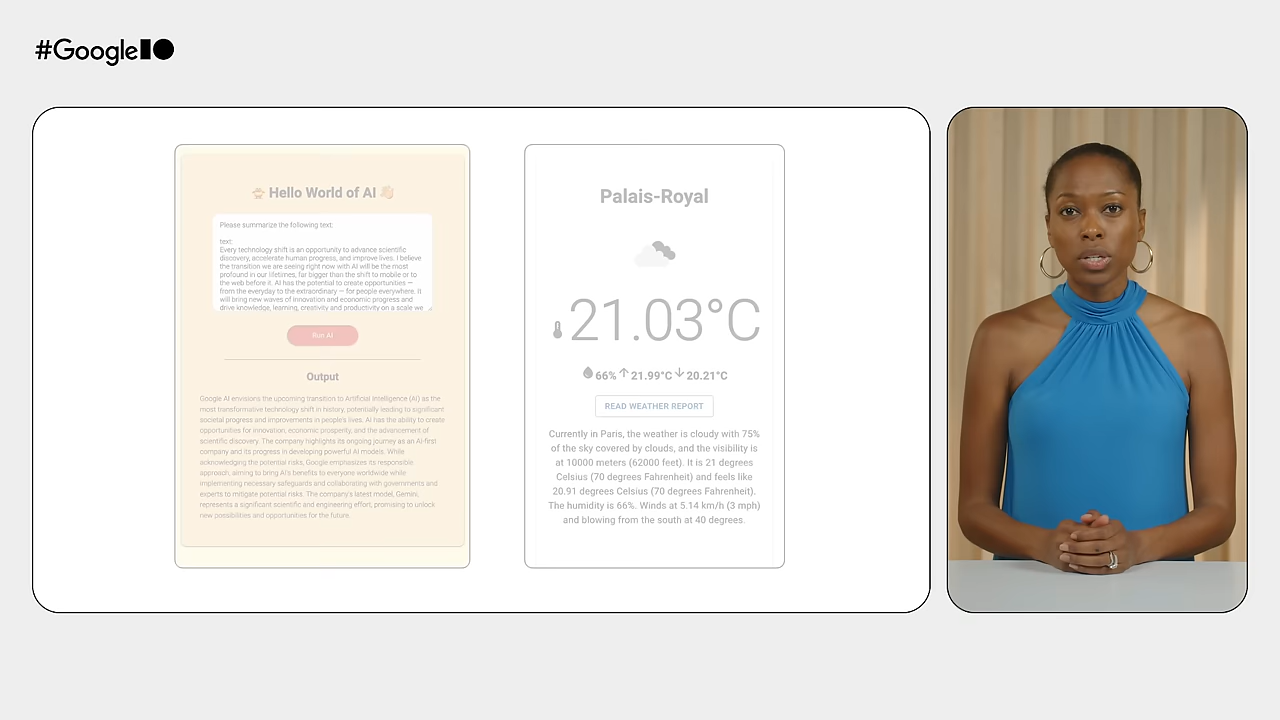 #GoogleIO
Hello World of AI
Please summarize the following text:
text:
Every technology shift is an opportunity to advance scientific
discovery, accelerate human progress, and improve lives. I believe
the transition we are seeing right now with AI will be the most
profound in our lifetimes, far bigger than the shift to mobile or to
the web before it. AI has the potential to create opportunities —
from the everyday to the extraordinary — for people everywhere. It
will bring new waves of innovation and economic progress and
drive knowledge, learning, creativity and productivity on a scale we
Run AI
Output
Google AI envisions the upcoming transition to Artificial Intelligence (AI) as the
most transformative technology shift in history, potentially leading to significant
societal progress and improvements in people's lives. AI has the ability to create
opportunities for innovation, economic prosperity, and the advancement of
scientific discovery. The company highlights its ongoing journey as an AI-first
company and its progress in developing powerful AI models. While
acknowledging the potential risks, Google emphasizes its responsible
approach, aiming to bring AI's benefits to everyone worldwide while
implementing necessary safeguards and collaborating with governments and
experts to mitigate potential risks. The company's latest model, Gemini,
represents a significant scientific and engineering effort, promising to unlock
new possibilities and opportunities for the future.
Palais-Royal
21.03°C
66% 21.99°C 20.21°C
READ WEATHER REPORT
Currently in Paris, the weather is cloudy with 75%
of the sky covered by clouds, and the visibility is
at 10000 meters (62000 feet). It is 21 degrees
Celsius (70 degrees Fahrenheit) and feels like
20.91 degrees Celsius (70 degrees Fahrenheit).
The humidity is 66%. Winds at 5.14 km/h (3 mph)
and blowing from the south at 40 degrees.